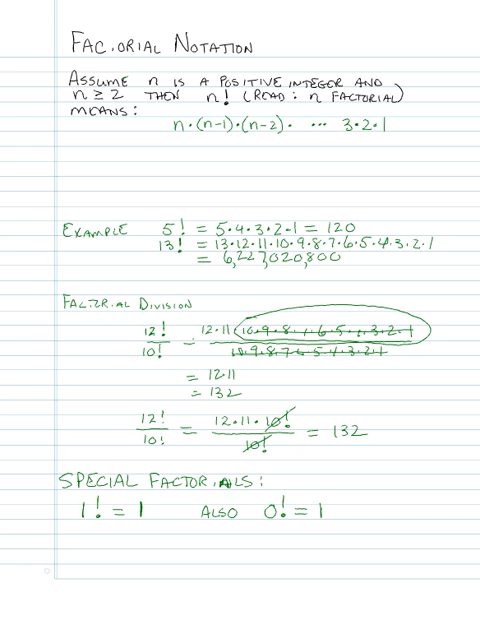 FACTORIAL NOTATION
ASSUME n IS A POSITIVE INTEGER AND
n ≥ 2 THEN n! (READ: n FACTORIAL)
MEANS:
n·(n-1)·(n-2)· ··· 3·2·1
EXAMPLE 5! = 5·4·3·2·1 = 120
13! = 13·12·11·10·9·8·7·6·5·4·3·2·1
= 6,227,020,800
FACTORIAL DIVISION
12!/10! = 12·11(10·9·8·7·6·5·4·3·2·1)/10·9·8·7·6·5·4·3·2·1
= 12·11
= 132
12!/10! = 12·11·10!/10! = 132
SPECIAL FACTORIALS:
1! = 1 ALSO 0! = 1